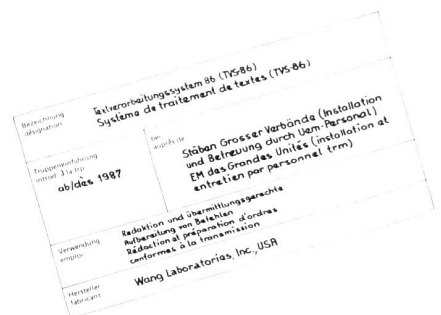 Bezeichnung
désignation
Textverarbeitungssystem 86 (TVS-86)
Système de traitement de textes (TVS-86)
Truppeneinführung
introd. à la trp
ab/dès 1987
bei
auprès de
Stäben Grosser Verbände (Installation
und Betreuung durch Uem-Personal)
EM des Grandes Unités (installation et
entretien par personnel trm)
Verwendung
emploi
Redaktion und übermittlungsgerechte
Aufbereitung von Befehlen
Rédaction et préparation d'ordres
conformes à la transmission
Hersteller
fabricant
Wang Laboratories, Inc., USA